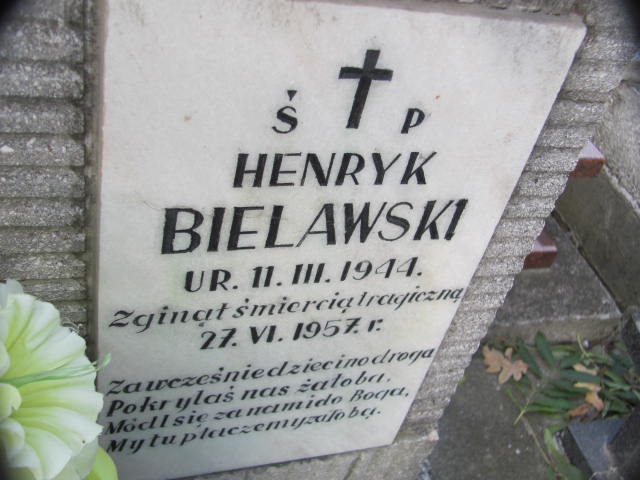 Ś P
HENRYK
BIELAWSKI
UR. 11. III. 1944.
Zginął śmiercią tragiczną
27. VI. 1957. r.
Za wcześnie dziecino droga
Pokryłaś nas żałobą.
Módl się za nami do Boga,
My tu płaczemy za tobą.